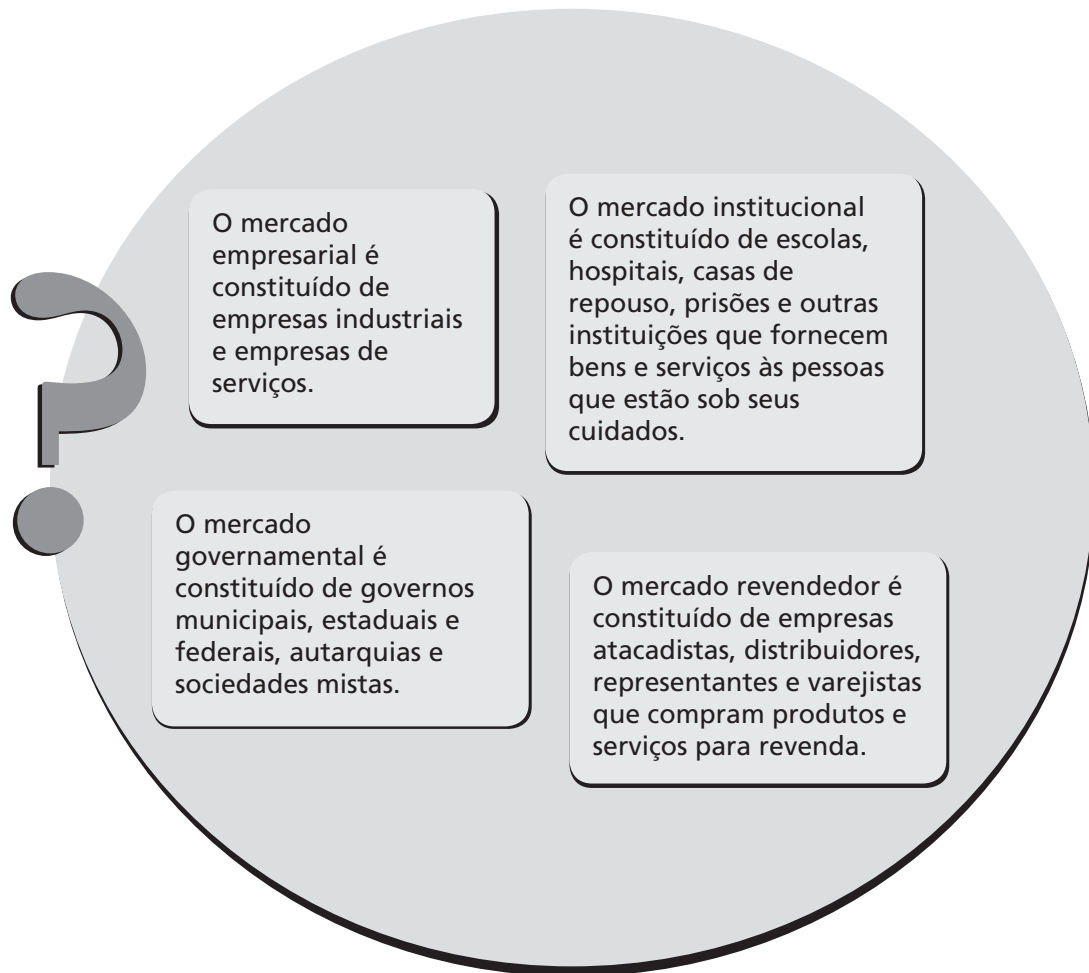 O mercado
empresarial é
constituído de
empresas industriais
e empresas de
serviços.
O mercado institucional
é constituído de escolas,
hospitais, casas de
repouso, prisões e outras
instituições que fornecem
bens e serviços às pessoas
que estão sob seus
cuidados.
O mercado
governamental é
constituído de governos
municipais, estaduais e
federais, autarquias e
sociedades mistas.
O mercado revendedor é
constituído de empresas
atacadistas, distribuidores,
representantes e varejistas
que compram produtos e
serviços para revenda.
?